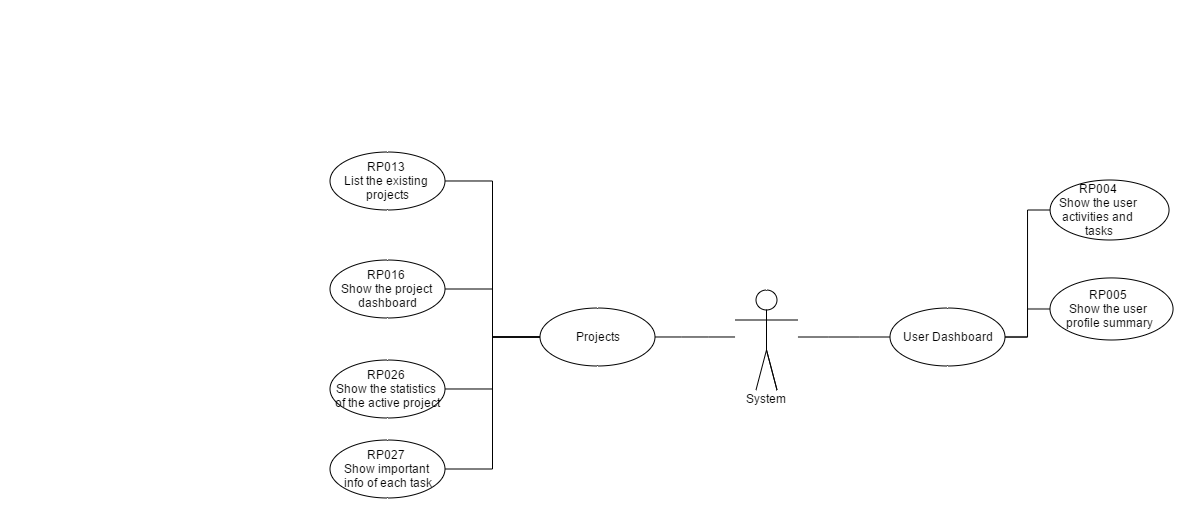 RP013
List the existing
projects
RP016
Show the project
dashboard
RP026
Show the statistics
of the active project
RP027
Show important
info of each task
Projects
System
User Dashboard
RP004
Show the user
activities and
tasks
RP005
Show the user
profile summary